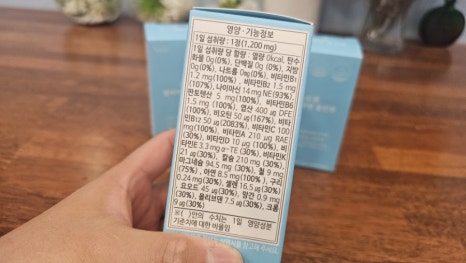 영양·기능정보
1일 섭취량 : 1정(1,200 mg)
1일 섭취량 당 함량 : 열량 0kcal, 탄수
화물 0g(0%), 단백질 0g (0%), 지방
0g(0%), 나트륨 0㎎(0%), 비타민B₁
1.2 mg(100%), 비타민B₂ 1.5 mg
(107%), 나이아신 14 mg NE(93%),
판토텐산 5 mg(100%), 비타민B6
1.5 mg(100%), 엽산 400 ㎍ DFE
(100%), 비오틴 50 ㎍(167%), 비타
민B₁₂ 50 ㎍(2083%), 비타민C 100
mg(100%), 비타민A 210 ㎍ RAE
(30%), 비타민D 10 ㎍(100%), 비
타민E 3.3 mg α-TE (30%), 비타민K
21 ㎍(30%), 칼슘 210 mg(30%),
마그네슘 94.5 mg(30%), 철 9 mg
(75%), 아연 8.5 mg(100%), 구리
0.24 mg(30%), 셀렌 16.5 ㎍(30%),
요오드 45 ㎍(30%), 망간 0.9 mg
(30%), 몰리브덴 7.5 ㎍(30%), 크롬
9 ㎍(30%)
※( )안의 수치는 1일 영양성분
기준치에 대한 비율임